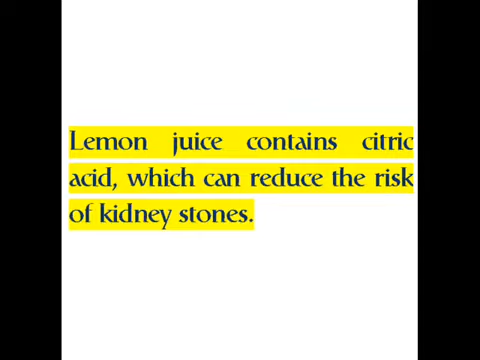 Lemon juice contains citric
acid, which can reduce the risk
of kidney stones.